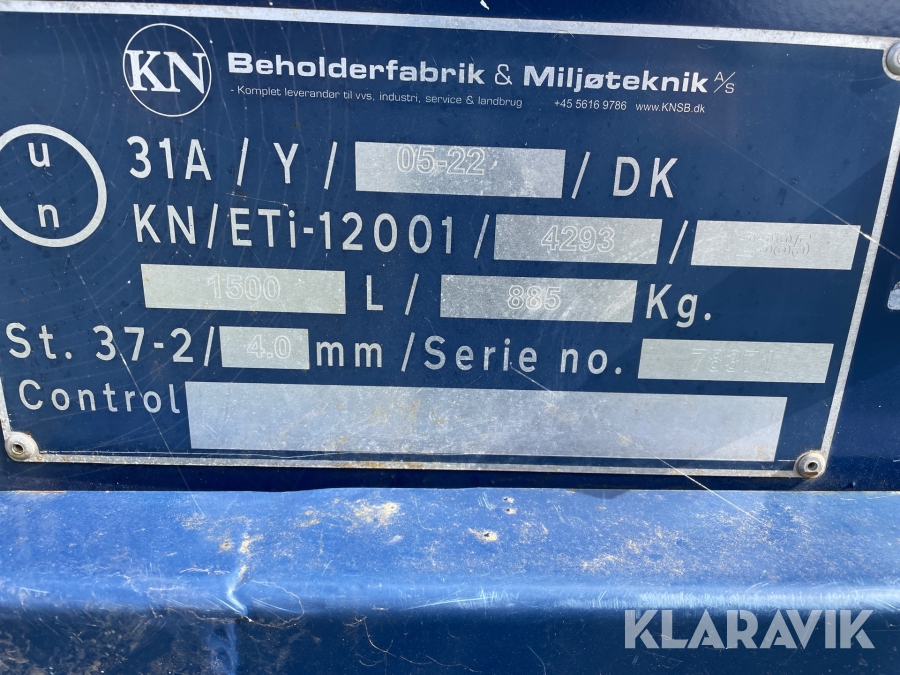 KN Beholderfabrik & Miljøteknik A/S
- Komplet leverandør til vvs, industri, service & landbrug +45 5616 9786 www.KNSB.dk
u n
31A / Y / 05-22 / DK
KN/ETi-12001 / 4293 /
1500 L / 885 Kg.
St. 37-2 / 4.0 mm / Serie no.
Control
KLARAVIK